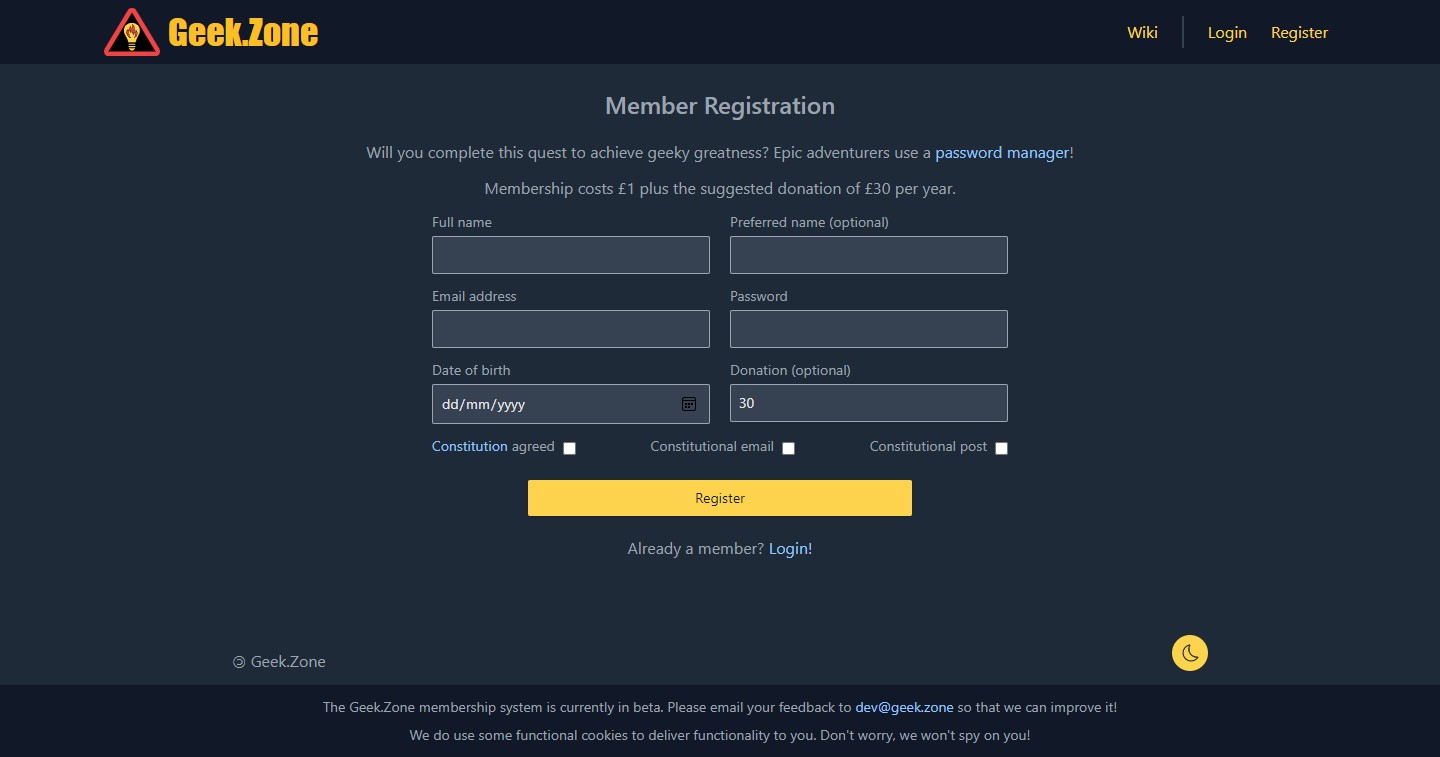 Geek.Zone
Wiki
Login
Register
Member Registration
Will you complete this quest to achieve geeky greatness? Epic adventurers use a password manager!
Membership costs £1 plus the suggested donation of £30 per year.
Full name
Preferred name (optional)
Email address
Password
Date of birth
Donation (optional)
dd/mm/yyyy
30
Constitution agreed
Constitutional email
Constitutional post
Register
Already a member? Login!
🄯 Geek.Zone
The Geek.Zone membership system is currently in beta. Please email your feedback to dev@geek.zone so that we can improve it!
We do use some functional cookies to deliver functionality to you. Don't worry, we won't spy on you!